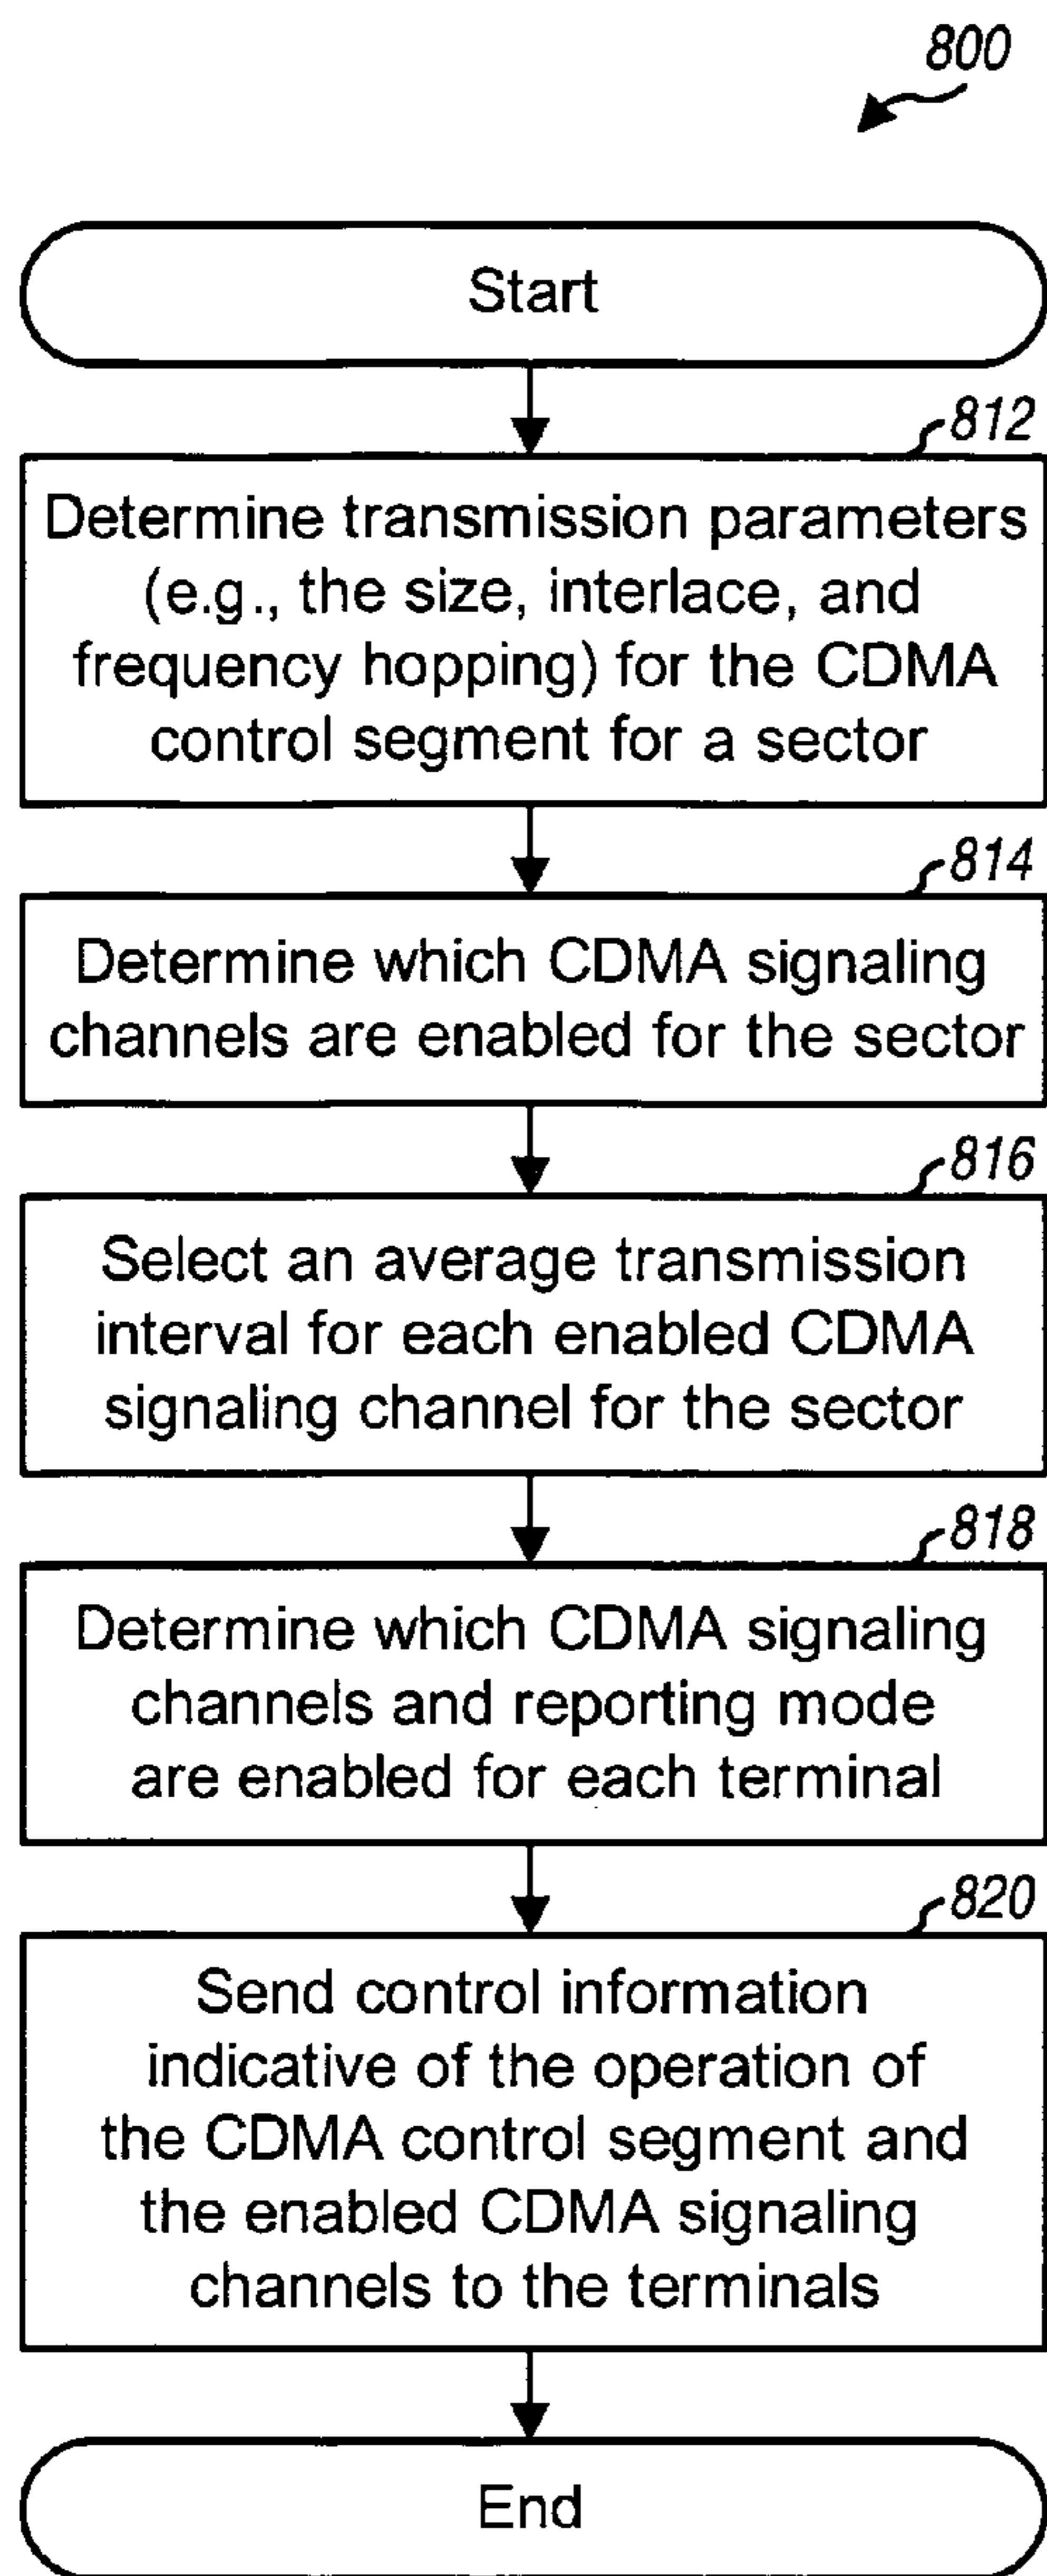 800
Start
812
Determine transmission parameters
(e.g., the size, interlace, and
frequency hopping) for the CDMA
control segment for a sector
814
Determine which CDMA signaling
channels are enabled for the sector
816
Select an average transmission
interval for each enabled CDMA
signaling channel for the sector
818
Determine which CDMA signaling
channels and reporting mode
are enabled for each terminal
820
Send control information
indicative of the operation of
the CDMA control segment and
the enabled CDMA signaling
channels to the terminals
End